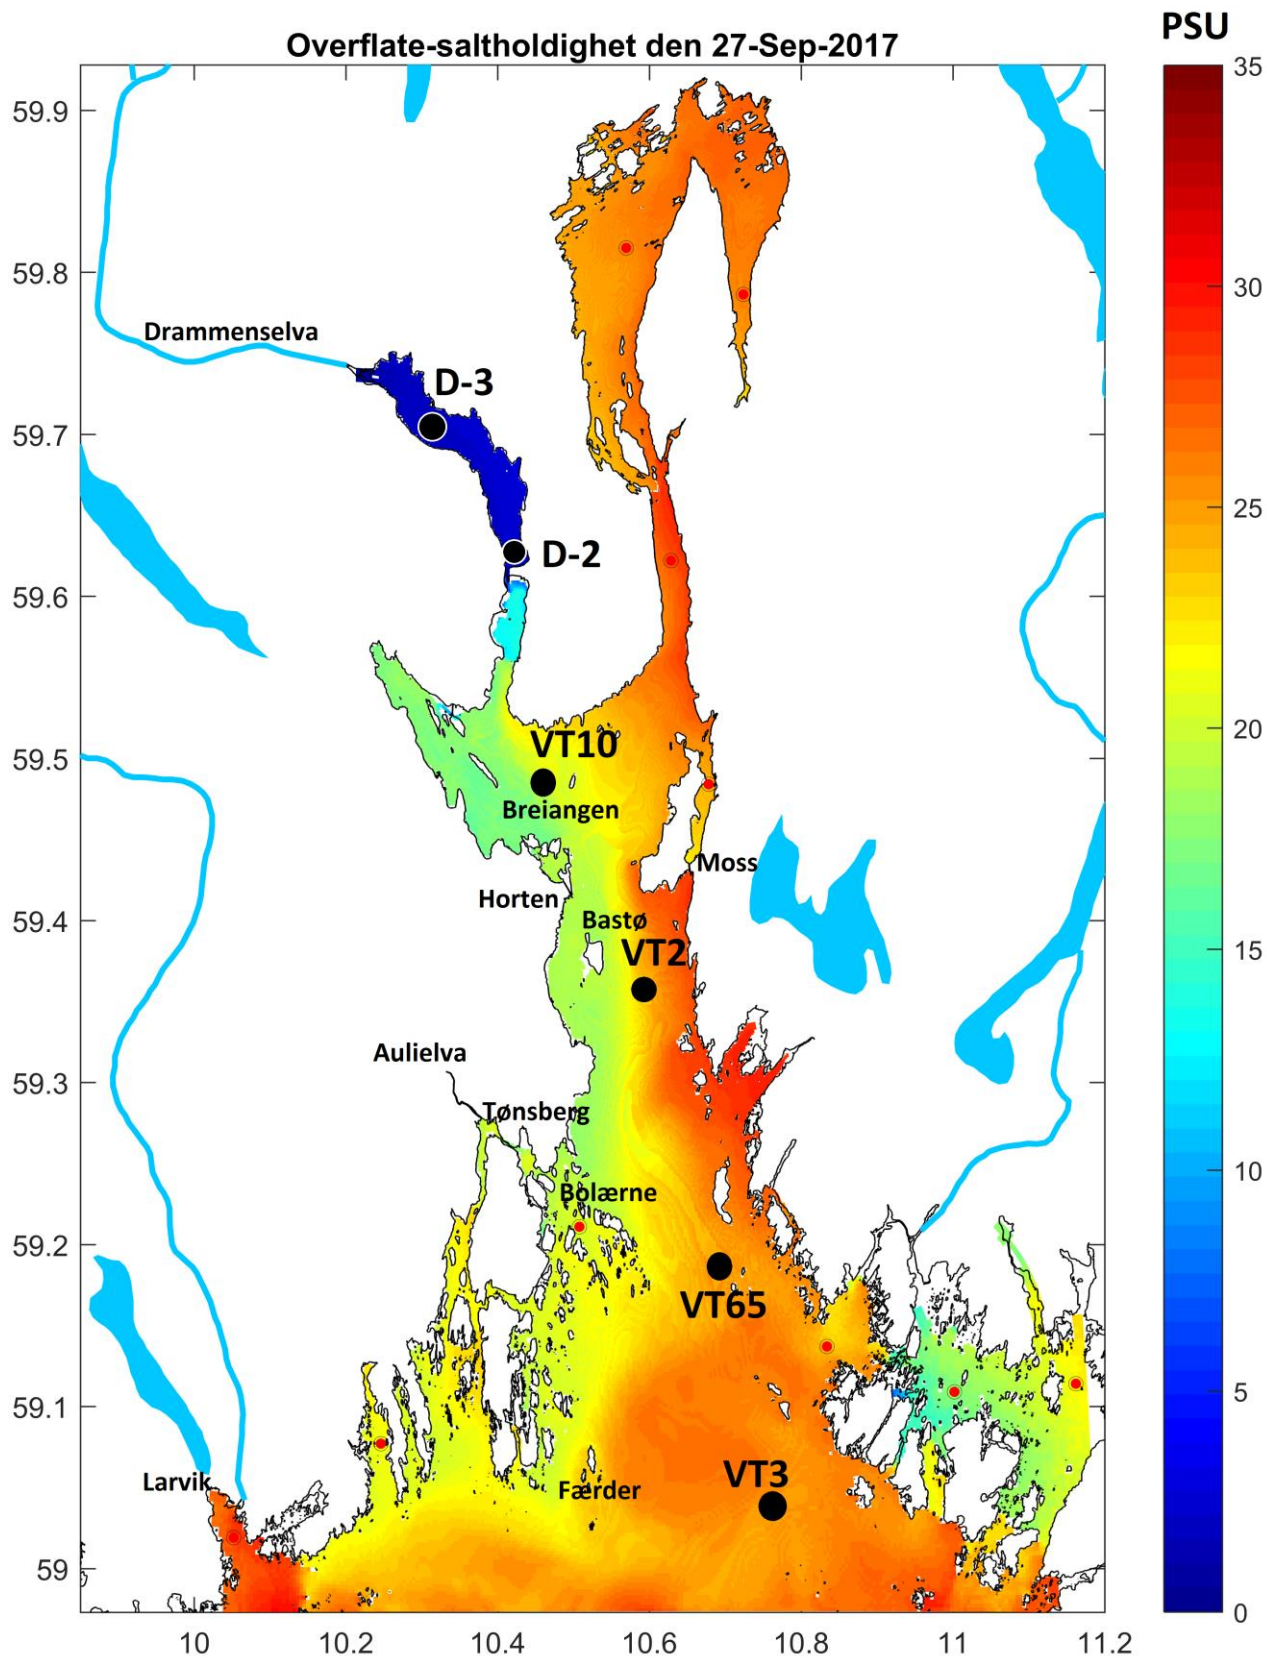 PSU
Overflate-saltholdighet den 27-Sep-2017
35
59.9
59.8
30
Drammenselva
D-3
59.7
25
D-2
59.6
20
VT10
59.5
Breiangen
Moss
Horten
59.4
Bastø
VT2
15
Aulielva
59.3
Tønsberg
10
Bolærne
59.2
VT65
5
59.1
VT3
Larvik
Færder
59
0
10
10.2
10.4
10.6
10.8
11
11.2